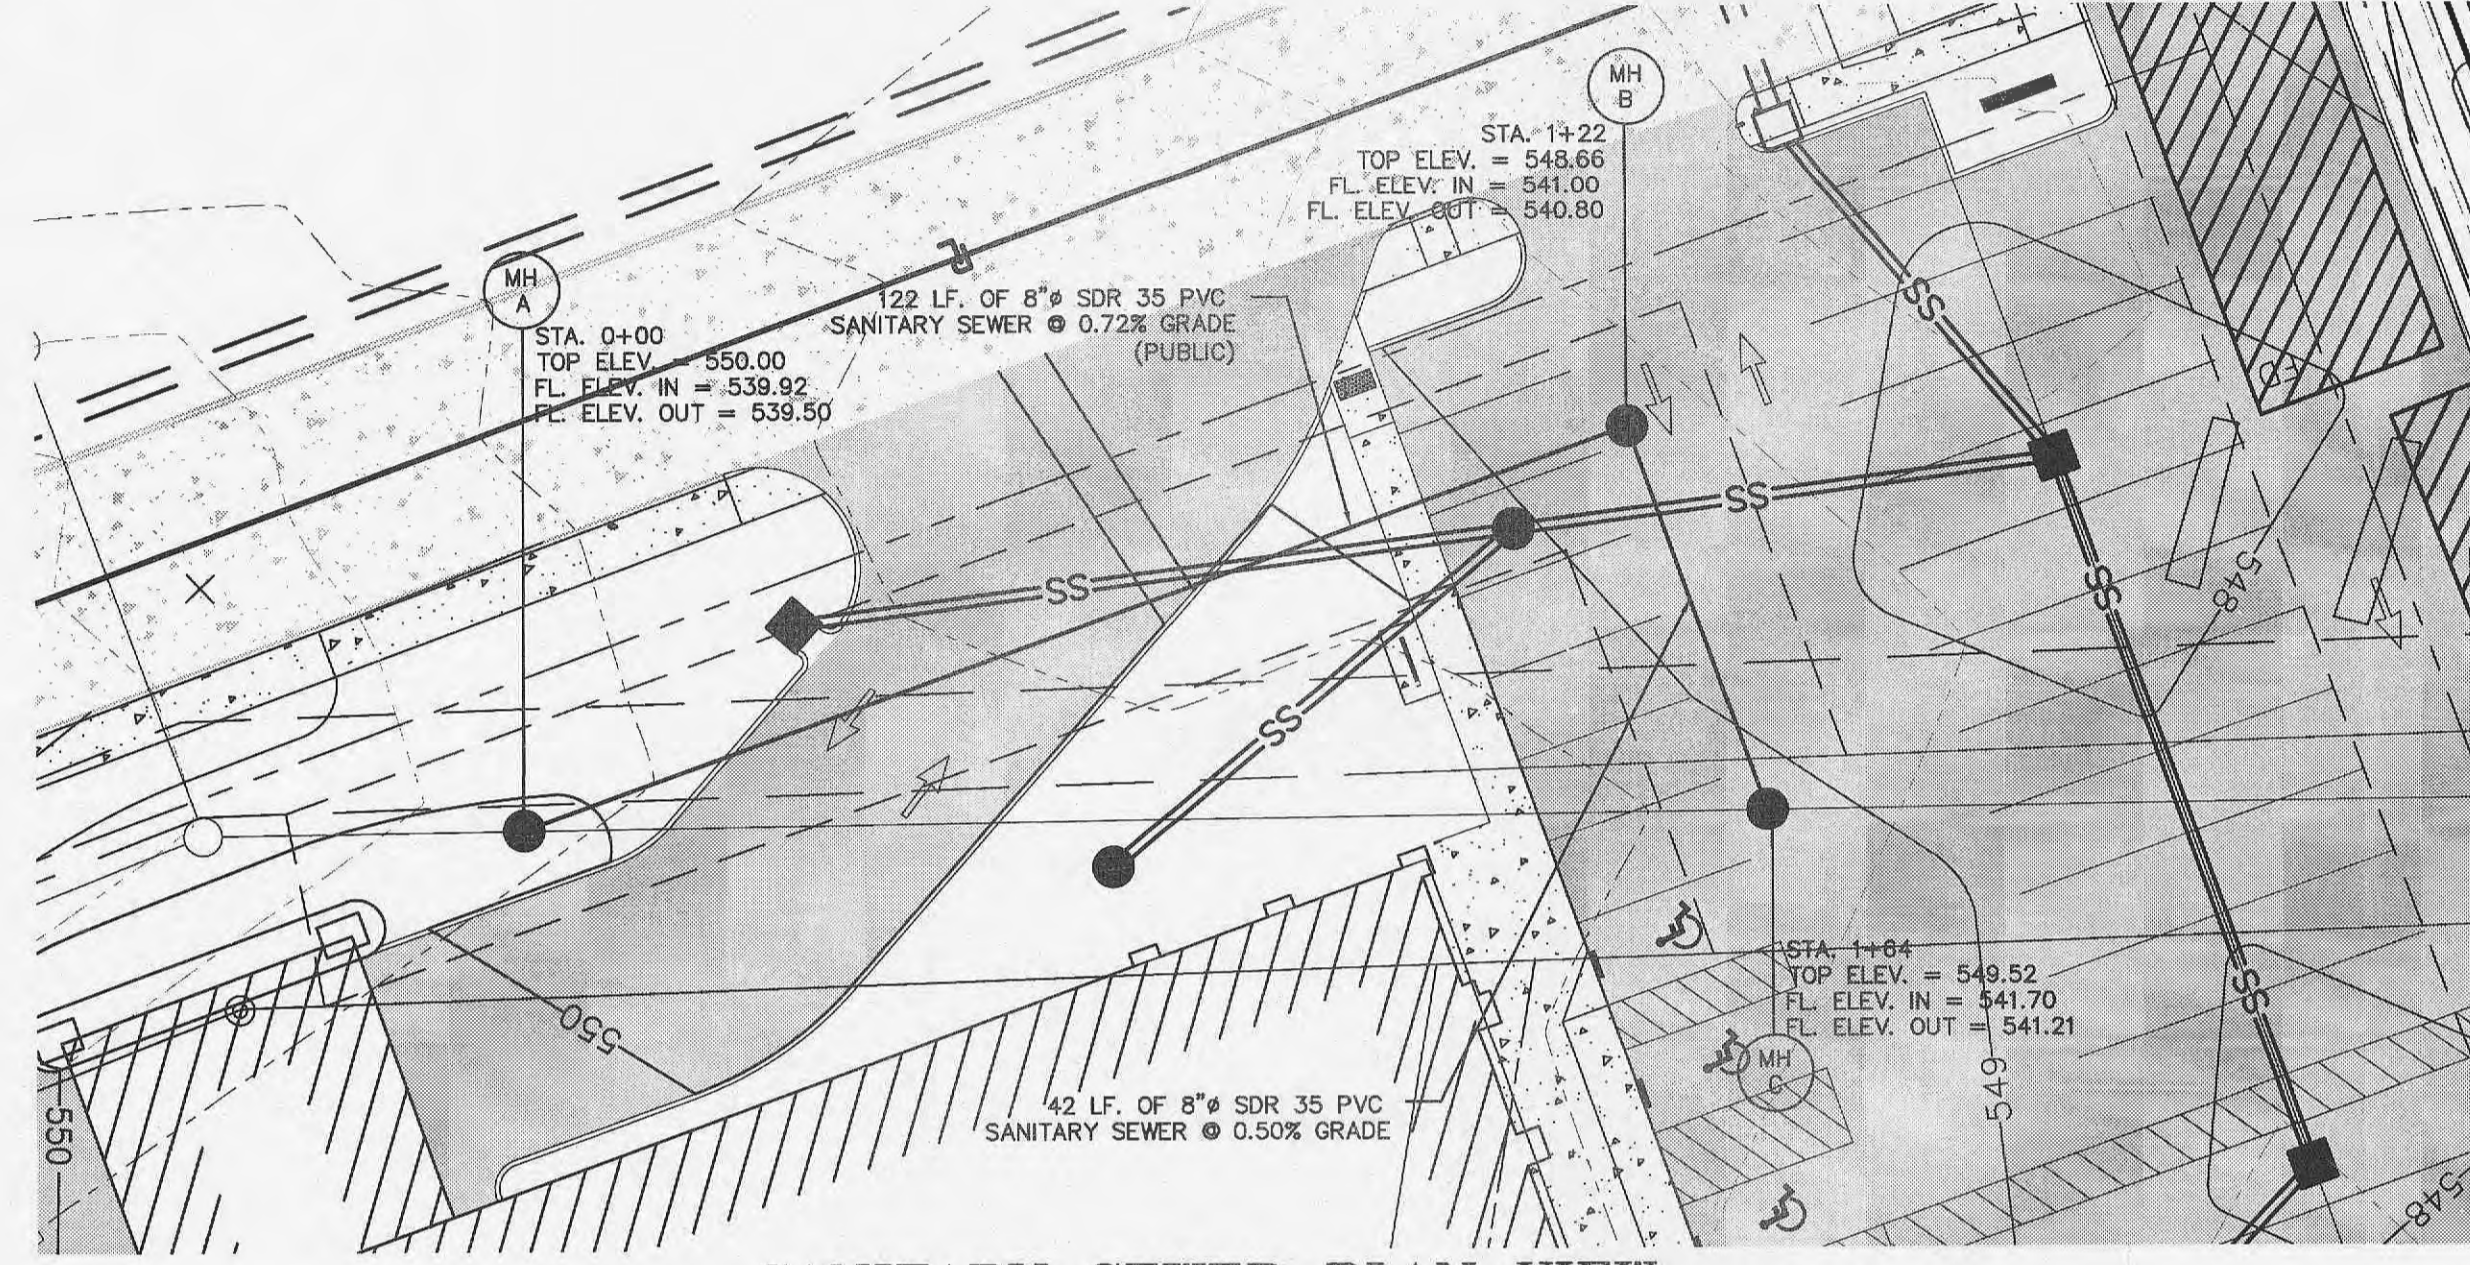 MH
B
STA. 1+22
TOP ELEV. = 548.66
FL. ELEV. IN = 541.00
FL. ELEV. OUT = 540.80
MH
A
STA. 0+00
TOP ELEV. = 550.00
FL. ELEV. IN = 539.92
FL. ELEV. OUT = 539.50
122 LF. OF 8"ø SDR 35 PVC
SANITARY SEWER @ 0.72% GRADE
(PUBLIC)
SS
FD
SS
SS
SS
548
SS
SS
550
STA. 1+64
TOP ELEV. = 549.52
FL. ELEV. IN = 541.70
FL. ELEV. OUT = 541.21
MH
C
549
550
42 LF. OF 8"ø SDR 35 PVC
SANITARY SEWER @ 0.50% GRADE
548